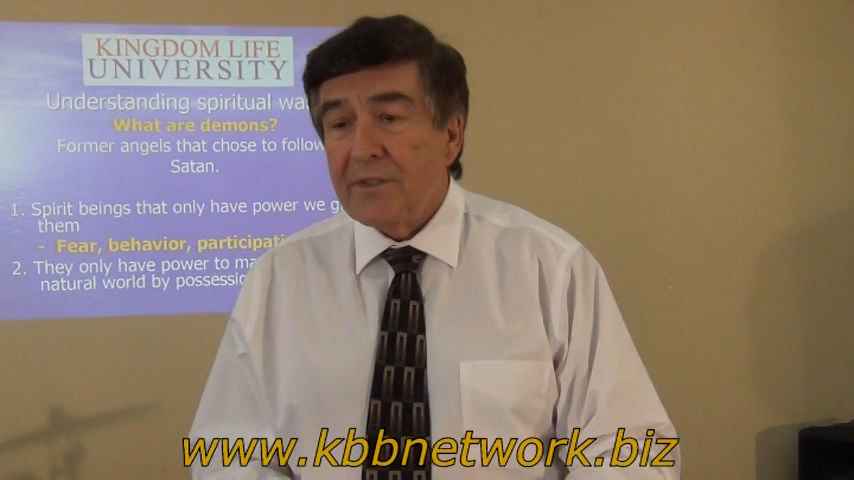 KINGDOM LIFE
UNIVERSITY
Understanding spiritual
What are demons?
Former angels that chose to follow
Satan.
1. Spirit beings that only have power we
them
- Fear, behavior,
2. They only have power to
natural world by
www.kbbnetwork.biz